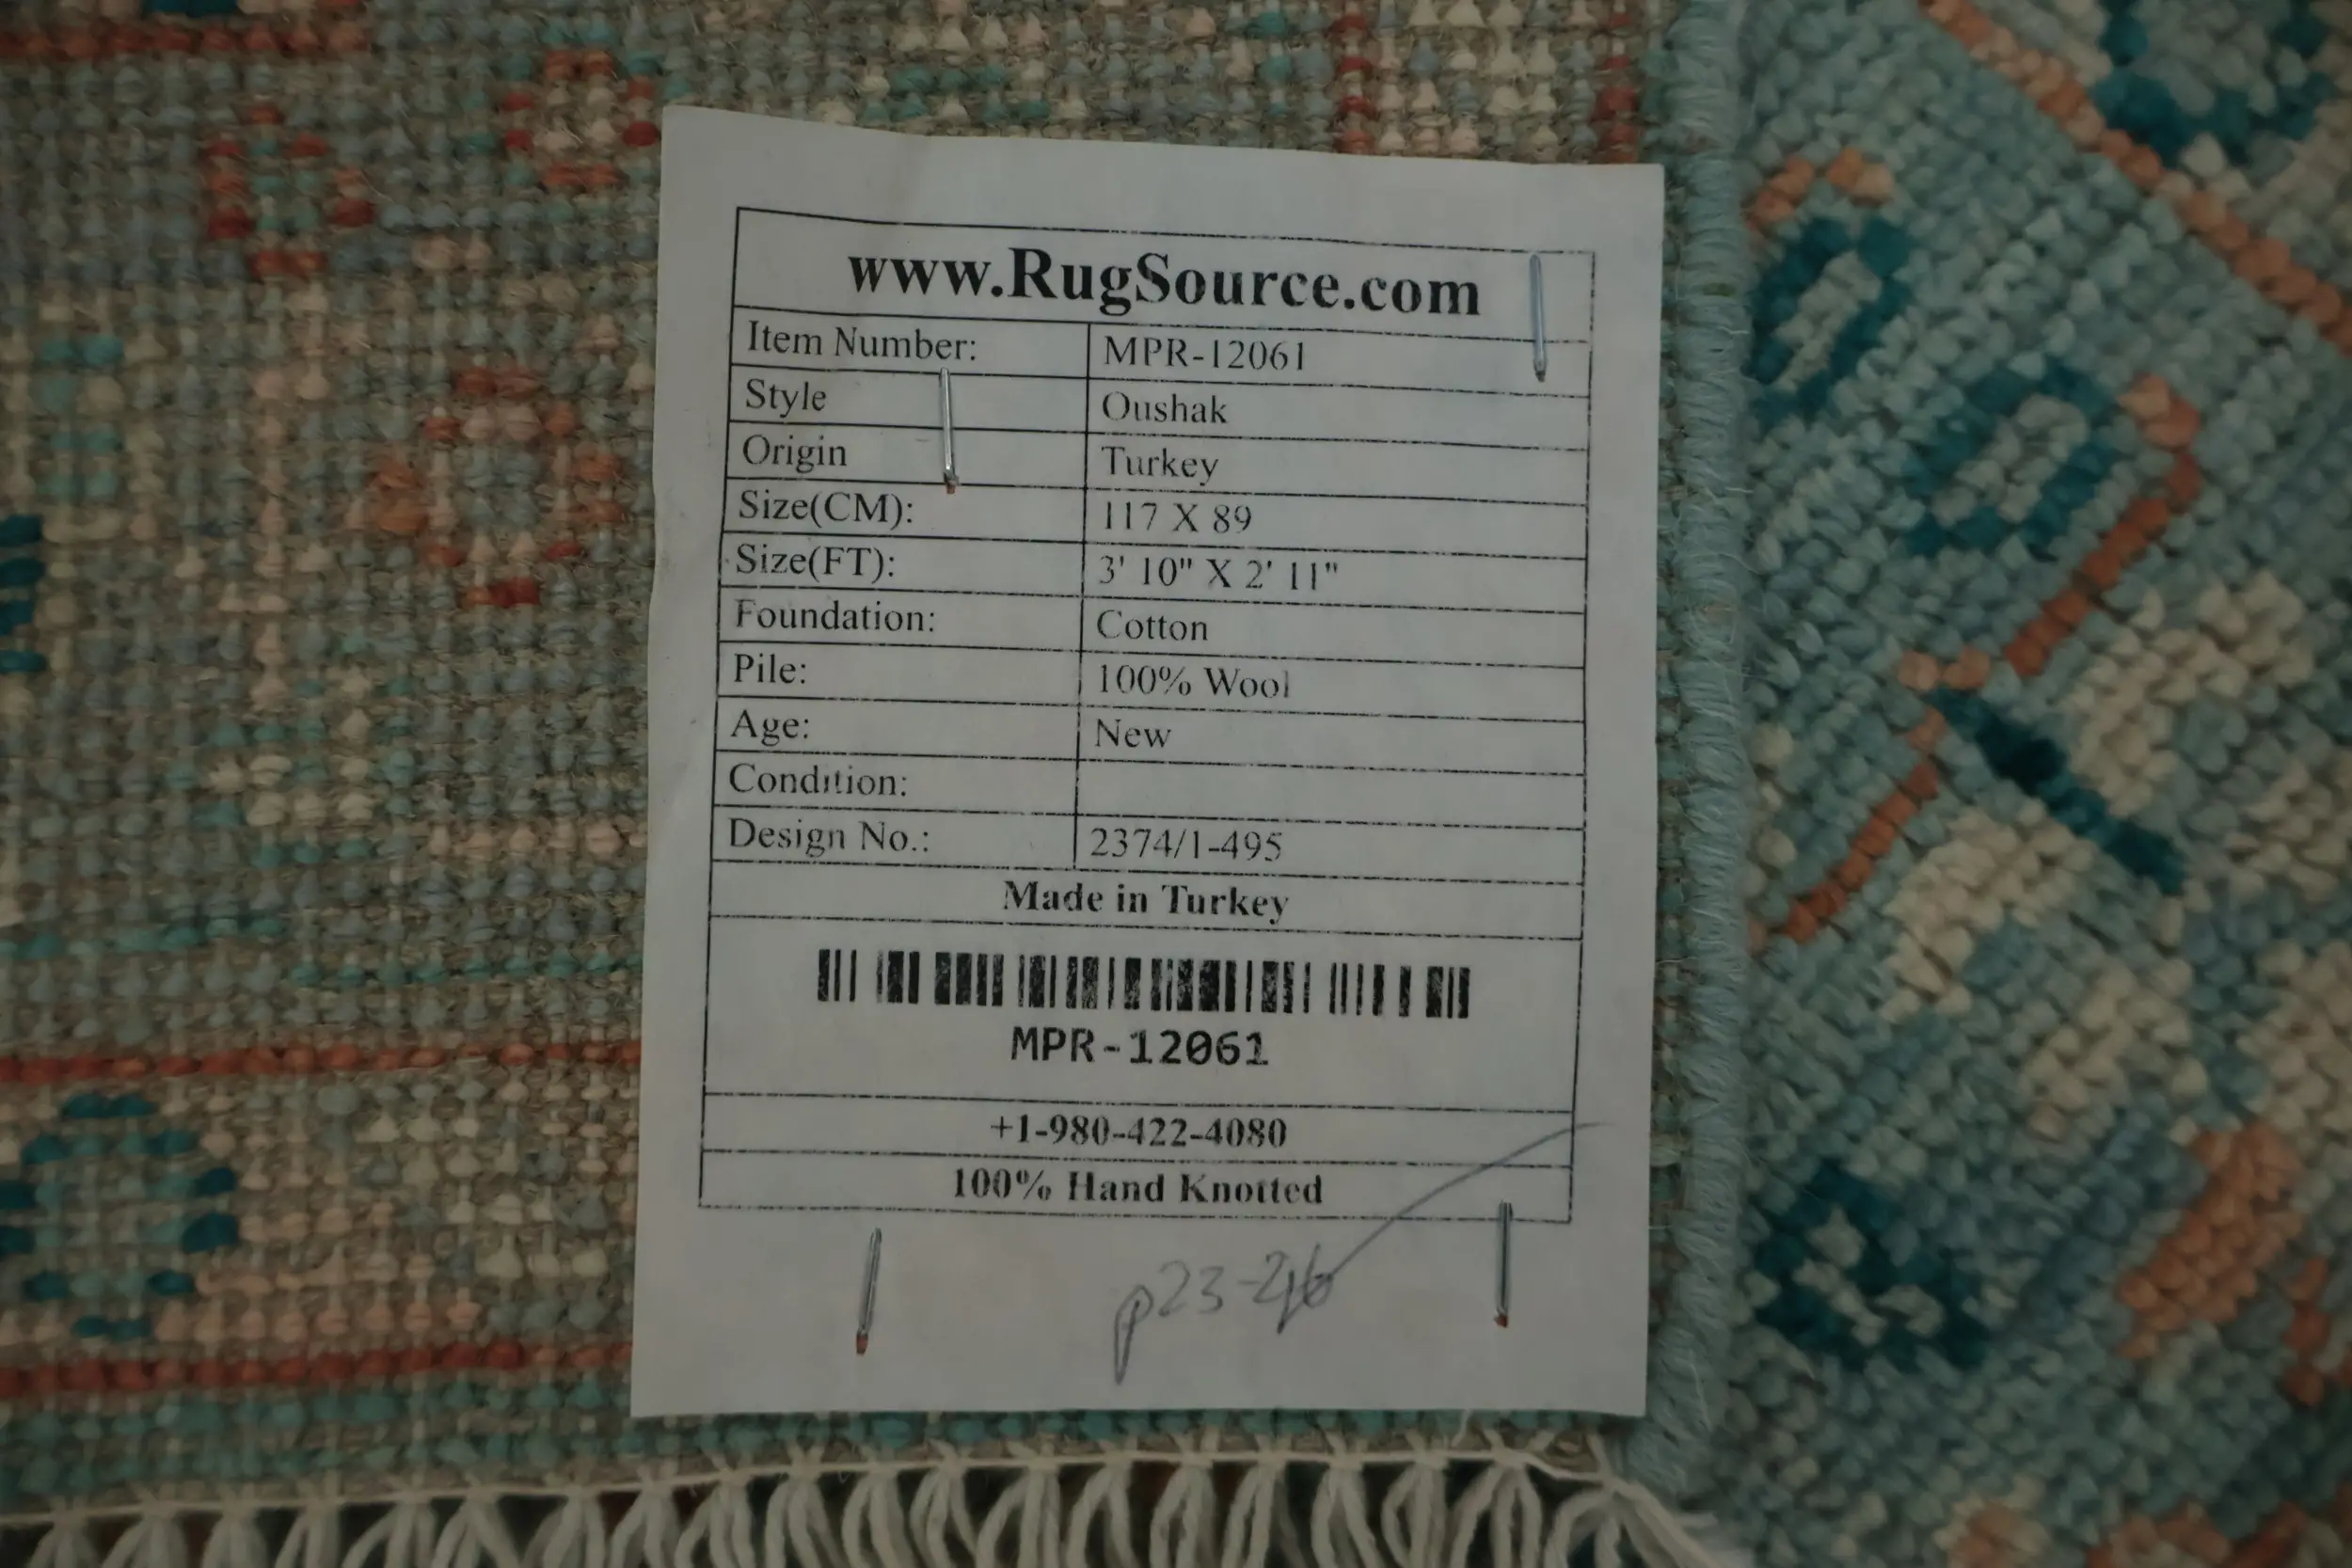 www.RugSource.com
Item Number: MPR-12061
Style Oushak
Origin Turkey
Size(CM): 117 X 89
Size(FT): 3' 10" X 2' 11"
Foundation: Cotton
Pile: 100% Wool
Age: New
Condition:
Design No.: 2374/1-495
Made in Turkey
MPR-12061
+1-980-422-4080
100% Hand Knotted